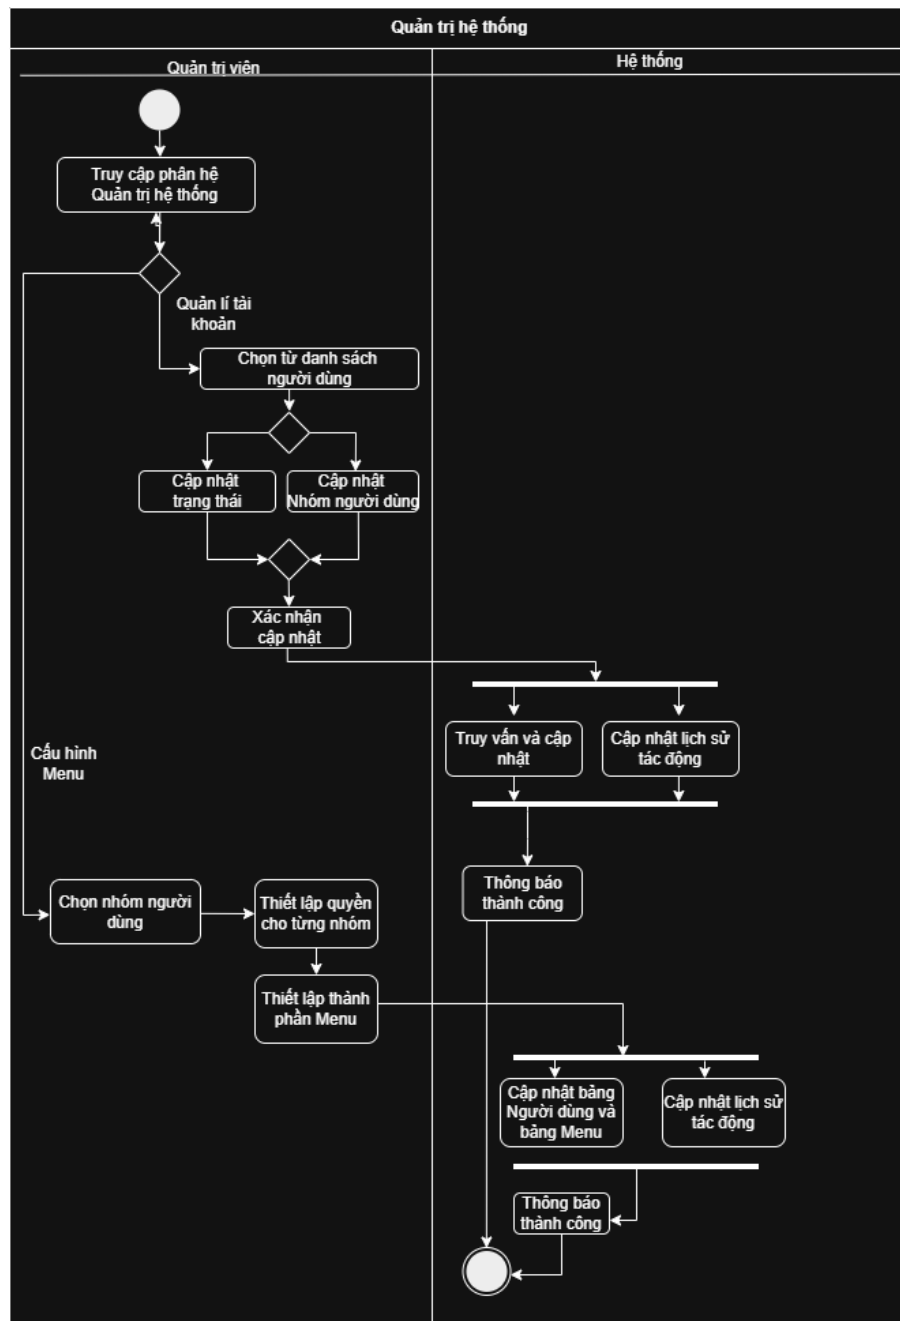 Quản trị hệ thống
Quản trị viên
Hệ thống
Truy cập phân hệ
Quản trị hệ thống
Quản lí tài
khoản
Chọn từ danh sách
người dùng
Cập nhật
trạng thái
Cập nhật
Nhóm người dùng
Xác nhận
cập nhật
Truy vấn và cập
nhật
Cập nhật lịch sử
tác động
Cấu hình
Menu
Thông báo
thành công
Chọn nhóm người
dùng
Thiết lập quyền
cho từng nhóm
Thiết lập thành
phần Menu
Cập nhật bảng
Người dùng và
bảng Menu
Cập nhật lịch sử
tác động
Thông báo
thành công